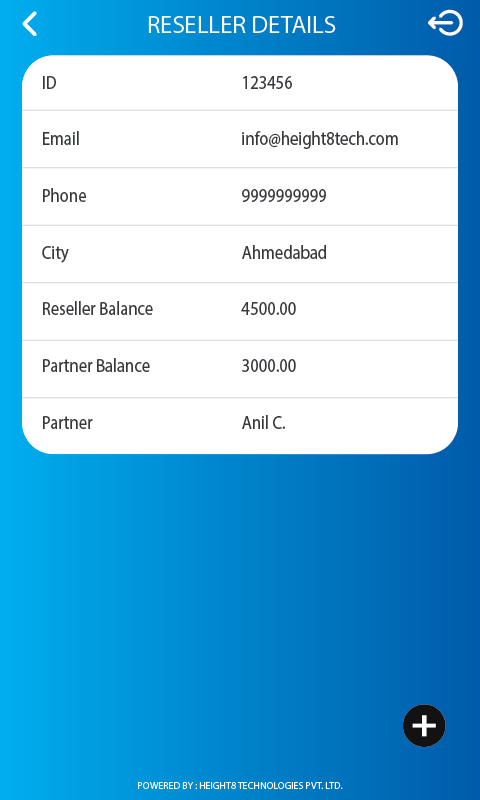 RESELLER DETAILS
ID 123456
Email info@height8tech.com
Phone 9999999999
City Ahmedabad
Reseller Balance 4500.00
Partner Balance 3000.00
Partner Anil C.
POWERED BY : HEIGHT8 TECHNOLOGIES PVT. LTD.